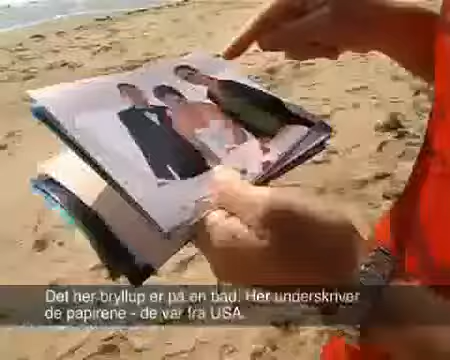 Det her bryllup er på en båd. Her underskriver
de papirene - de var fra USA.